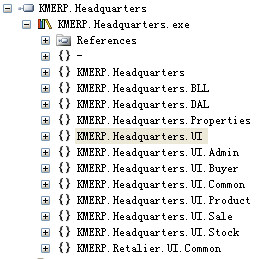 KMERP.Headquarters
KMERP.Headquarters.exe
References
-
KMERP.Headquarters
KMERP.Headquarters.BLL
KMERP.Headquarters.DAL
KMERP.Headquarters.Properties
KMERP.Headquarters.UI
KMERP.Headquarters.UI.Admin
KMERP.Headquarters.UI.Buyer
KMERP.Headquarters.UI.Common
KMERP.Headquarters.UI.Product
KMERP.Headquarters.UI.Sale
KMERP.Headquarters.UI.Stock
KMERP.Retalier.UI.Common